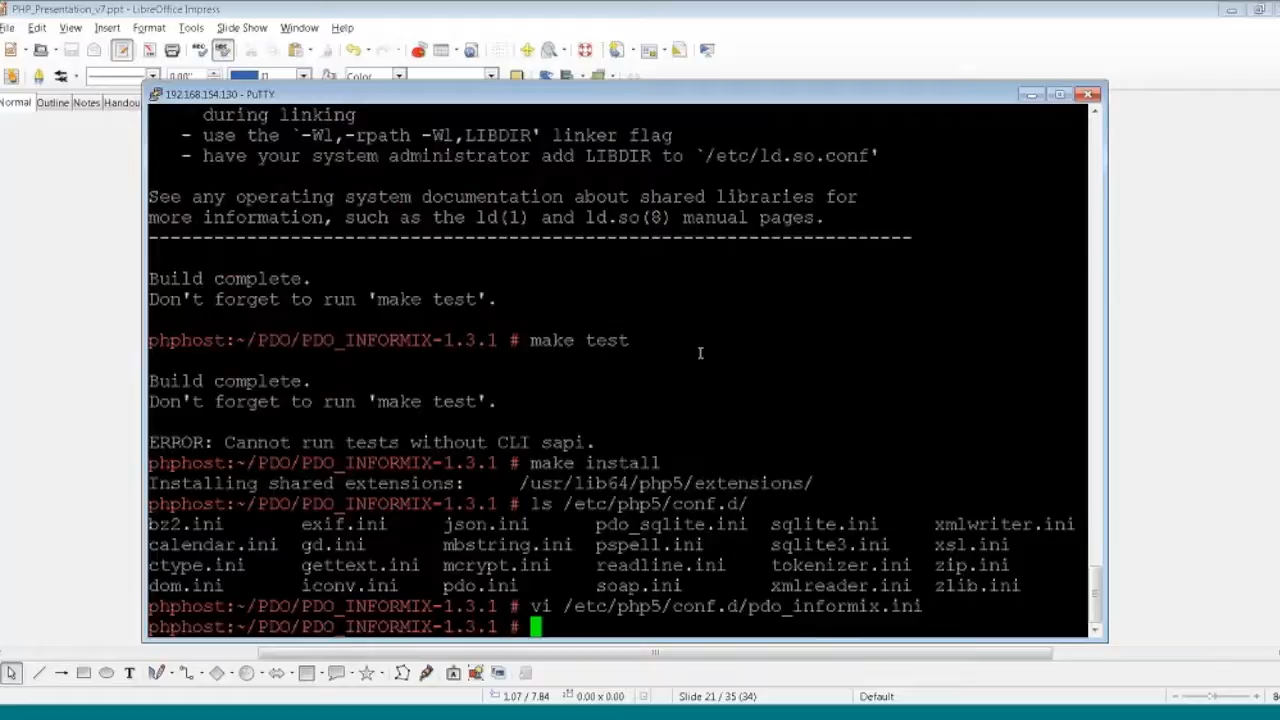 PHP_Presentation_v7.ppt - LibreOffice Impress
File Edit View Insert Format Tools Slide Show Window Help
0.00" Color
Normal Outline Notes Handou
192.168.154.130 - PuTTY
during linking
- use the `-Wl,-rpath -Wl,LIBDIR' linker flag
- have your system administrator add LIBDIR to `/etc/ld.so.conf'
See any operating system documentation about shared libraries for
more information, such as the ld(1) and ld.so(8) manual pages.
----------------------------------------------------------------------
Build complete.
Don't forget to run 'make test'.
phphost:~/PDO/PDO_INFORMIX-1.3.1 # make test
Build complete.
Don't forget to run 'make test'.
ERROR: Cannot run tests without CLI sapi.
phphost:~/PDO/PDO_INFORMIX-1.3.1 # make install
Installing shared extensions: /usr/lib64/php5/extensions/
phphost:~/PDO/PDO_INFORMIX-1.3.1 # ls /etc/php5/conf.d/
bz2.ini exif.ini json.ini pdo_sqlite.ini sqlite.ini xmlwriter.ini
calendar.ini gd.ini mbstring.ini pspell.ini sqlite3.ini xsl.ini
ctype.ini gettext.ini mcrypt.ini readline.ini tokenizer.ini zip.ini
dom.ini iconv.ini pdo.ini soap.ini xmlreader.ini zlib.ini
phphost:~/PDO/PDO_INFORMIX-1.3.1 # vi /etc/php5/conf.d/pdo_informix.ini
phphost:~/PDO/PDO_INFORMIX-1.3.1 #
1.07 / 7.84 0.00 x 0.00 Slide 21 / 35 (34) Default